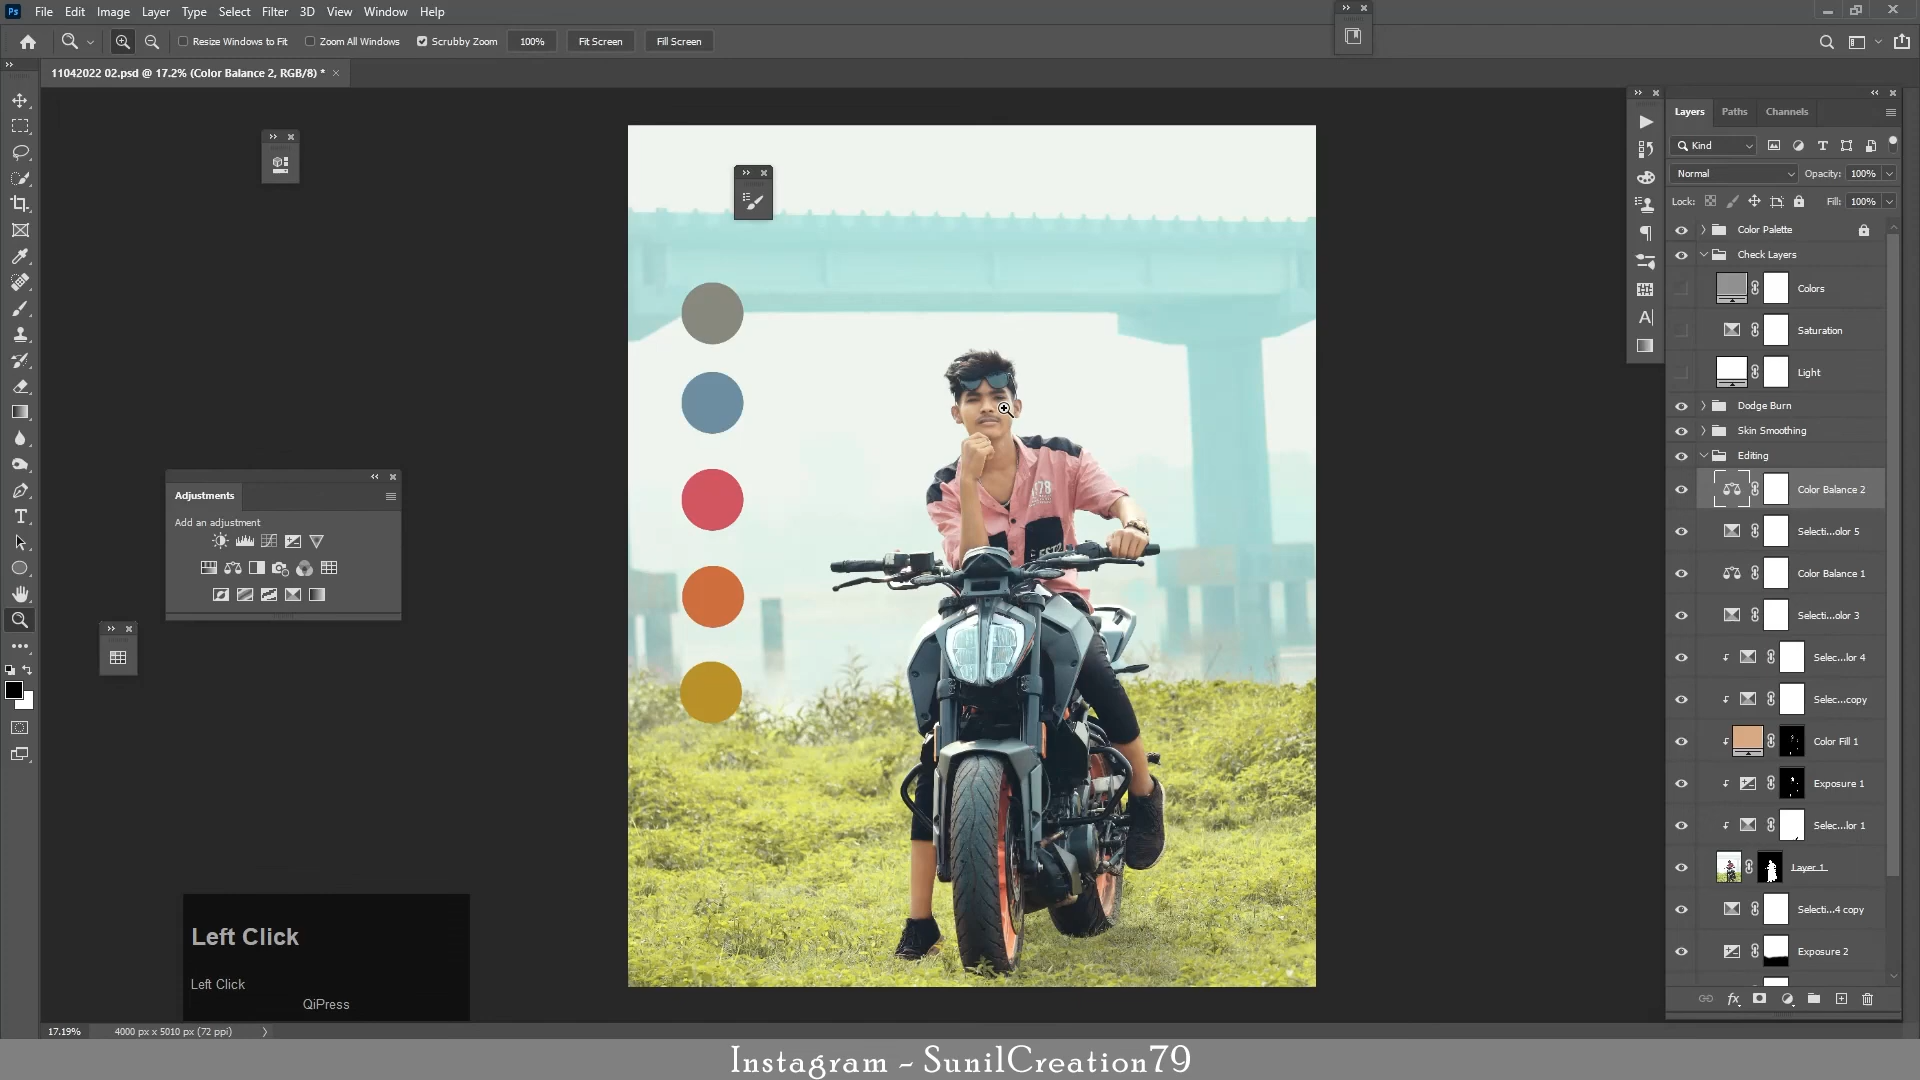 Ps File Edit Image Layer Type Select Filter 3D View Window Help
Resize Windows to Fit Zoom All Windows Scrubby Zoom 100% Fit Screen Fill Screen
11042022 02.psd @ 17.2% (Color Balance 2, RGB/8) * ×
Layers Paths Channels
Kind
Normal Opacity: 100%
Lock: Fill: 100%
Color Palette
Check Layers
Colors
Saturation
Light
Dodge Burn
Skin Smoothing
Editing
Color Balance 2
Selecti...olor 5
Color Balance 1
Selecti...olor 3
Selec...lor 4
Selec...copy
Color Fill 1
Exposure 1
Selec...lor 1
Layer 1
Selecti...4 copy
Exposure 2
Adjustments
Add an adjustment
Left Click
Left Click
QiPress
17.19% 4000 px x 5010 px (72 ppi)
Instagram - SunilCreation79